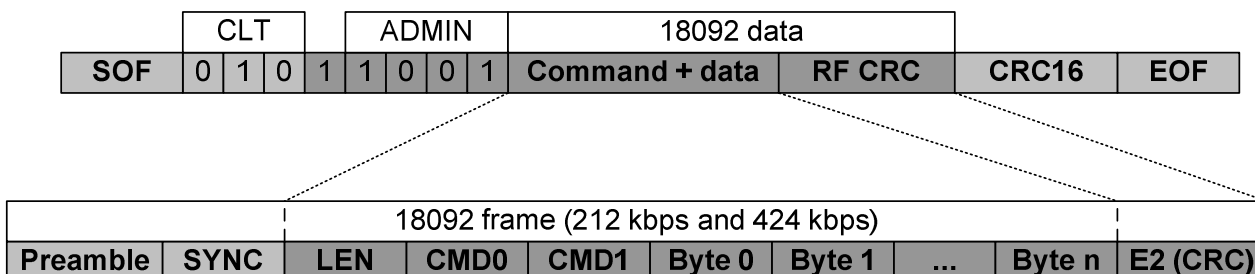 CLT ADMIN 18092 data
SOF 0 1 0 1 1 0 0 1 Command + data RF CRC CRC16 EOF
18092 frame (212 kbps and 424 kbps)
Preamble SYNC LEN CMD0 CMD1 Byte 0 Byte 1 ... Byte n E2 (CRC)